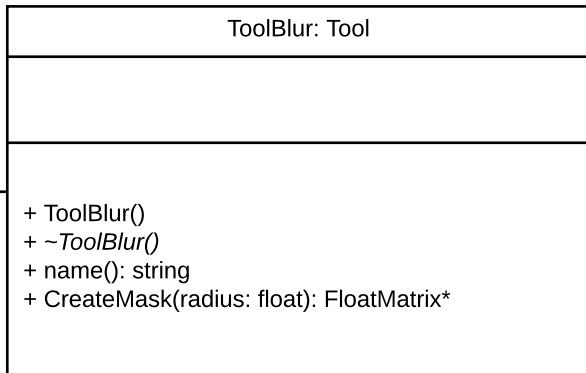 ToolBlur: Tool
+ ToolBlur()
+ ~ToolBlur()
+ name(): string
+ CreateMask(radius: float): FloatMatrix*